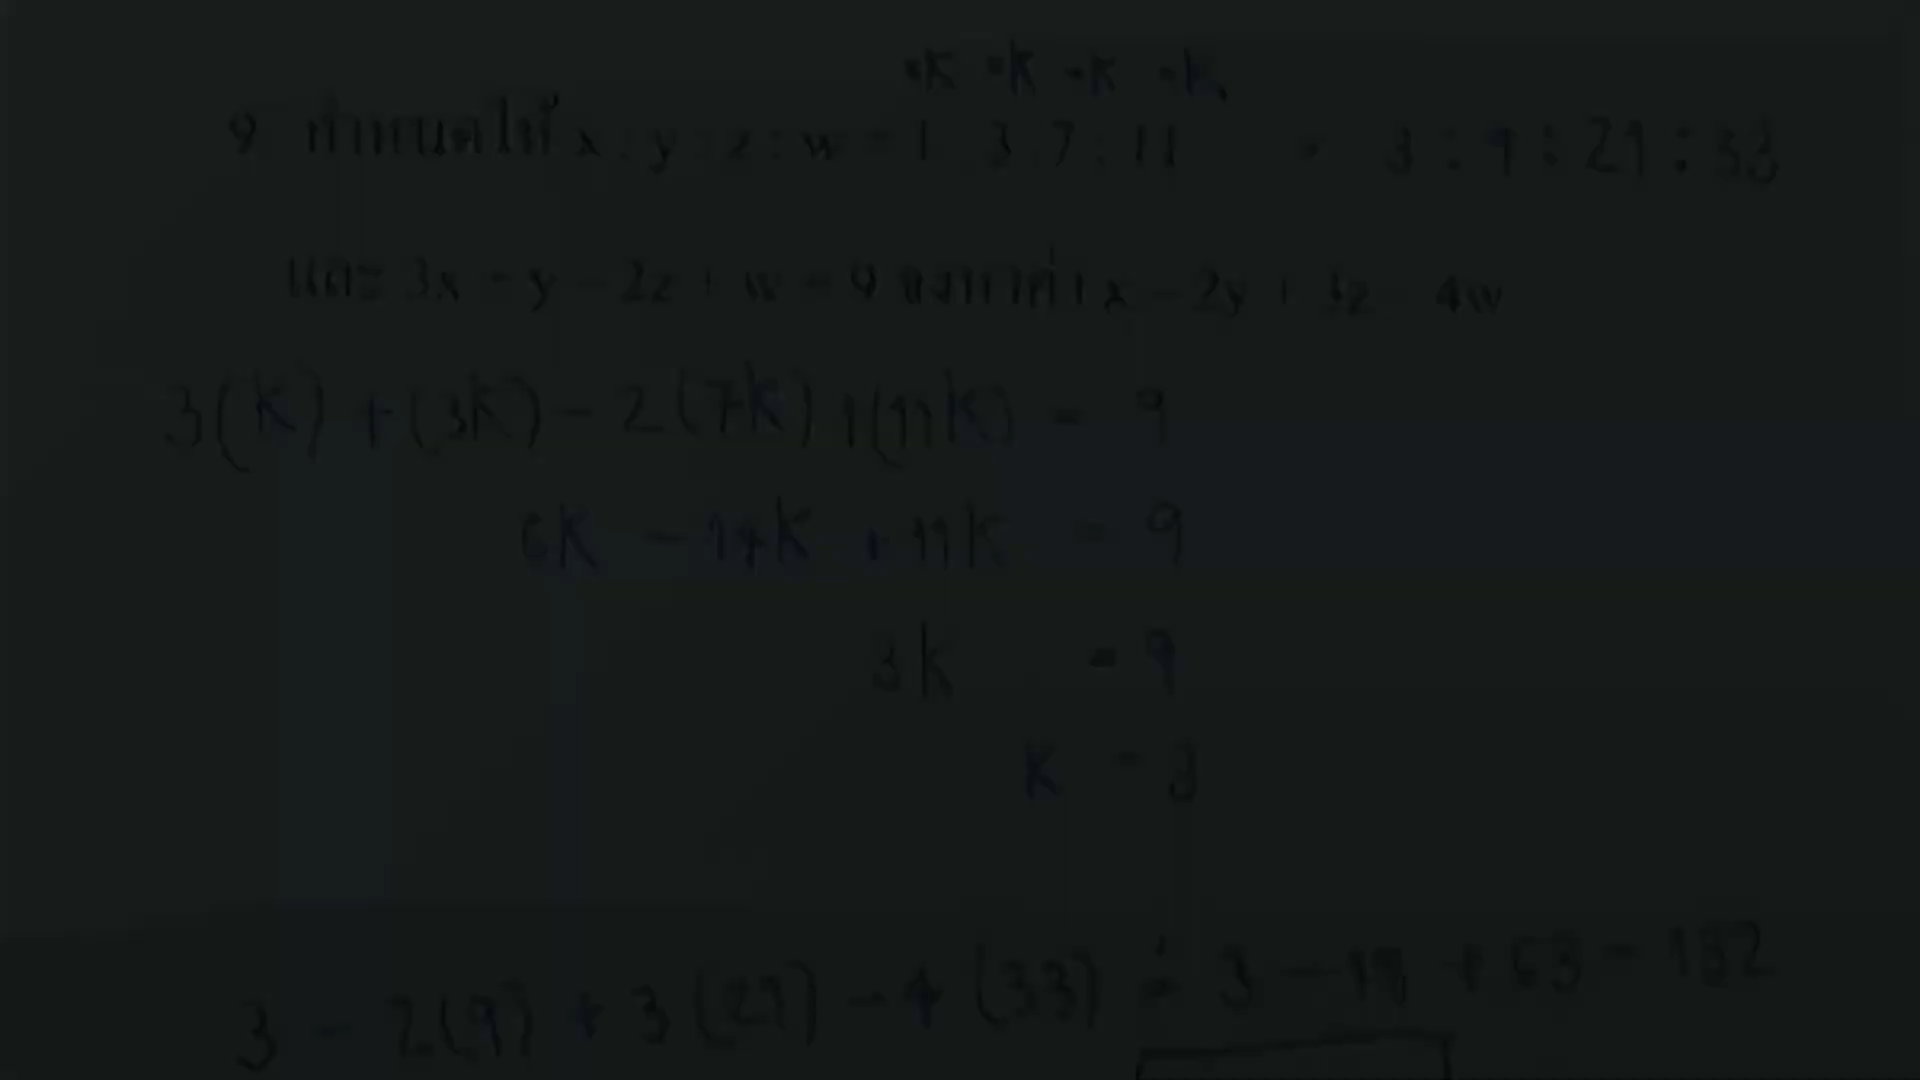 •K •K •K •K
9 กำหนดให้ x : y : z : w = 1 : 3 : 7 : 11 = 3 : 9 : 21 : 33
และ 3x + y - 2z + w = 9 จงหาค่า x - 2y + 3z - 4w
3(K) + (3K) - 2(7K) + (11K) = 9
6K - 14K + 11K = 9
3K = 9
K = 3
3 - 2(9) + 3(21) - 4(33) = 3 - 18 + 63 - 132